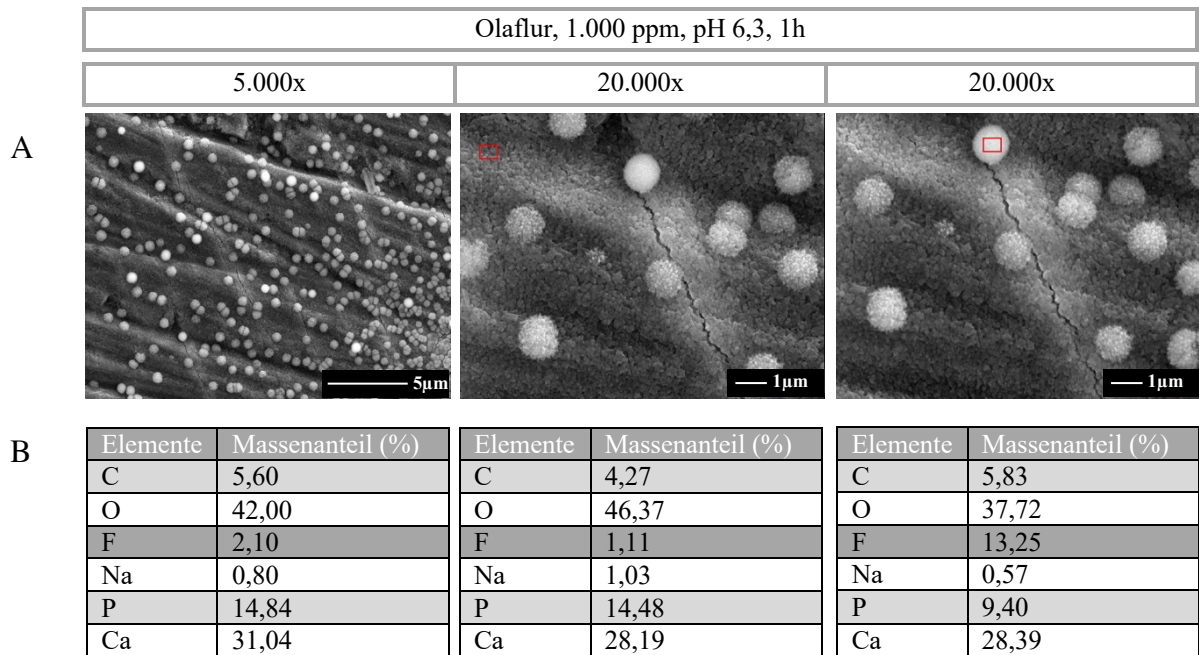 Olaflur, 1.000 ppm, pH 6,3, 1h
5.000x 20.000x 20.000x
A
5µm 1µm 1µm
B
Elemente Massenanteil (%) Elemente Massenanteil (%) Elemente Massenanteil (%)
C 5,60 C 4,27 C 5,83
O 42,00 O 46,37 O 37,72
F 2,10 F 1,11 F 13,25
Na 0,80 Na 1,03 Na 0,57
P 14,84 P 14,48 P 9,40
Ca 31,04 Ca 28,19 Ca 28,39